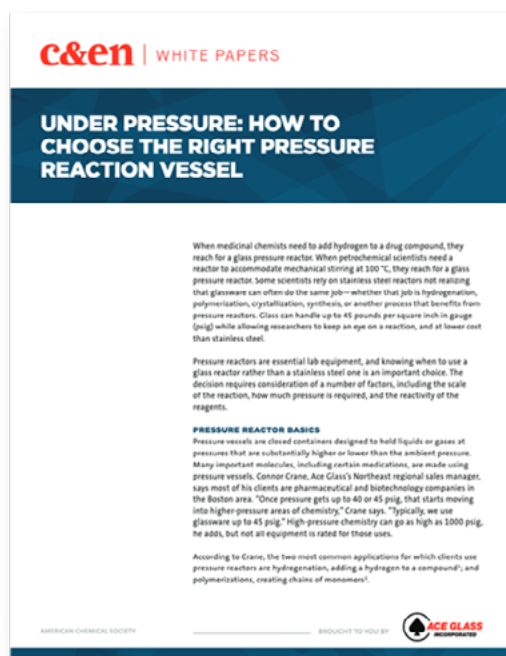 c&en | WHITE PAPERS
UNDER PRESSURE: HOW TO
CHOOSE THE RIGHT PRESSURE
REACTION VESSEL
When medicinal chemists need to add hydrogen to a drug compound, they
reach for a glass pressure reactor. When petrochemical scientists need a
reactor to accommodate mechanical stirring at 100 °C, they reach for a glass
pressure reactor. Some scientists rely on stainless steel reactors not realizing
that glassware can often do the same job—whether that job is hydrogenation,
polymerization, crystallization, synthesis, or another process that benefits from
pressure reactors. Glass can handle up to 45 pounds per square inch in gauge
(psig) while allowing researchers to keep an eye on a reaction, and at lower cost
than stainless steel.
Pressure reactors are essential lab equipment, and knowing when to use a
glass reactor rather than a stainless steel one is an important choice. The
decision requires consideration of a number of factors, including the scale
of the reaction, how much pressure is required, and the reactivity of the
reagents.
PRESSURE REACTOR BASICS
Pressure vessels are closed containers designed to hold liquids or gases at
pressures that are substantially higher or lower than the ambient pressure.
Many important molecules, including certain medications, are made using
pressure vessels. Connor Crane, Ace Glass's Northeast regional sales manager,
says most of his clients are pharmaceutical and biotechnology companies in
the Boston area. "Once pressure gets up to 40 or 45 psig, that starts moving
into higher-pressure areas of chemistry," Crane says. "Typically, we use
glassware up to 45 psig." High-pressure chemistry can go as high as 1000 psig,
he adds, but not all equipment is rated for those uses.
According to Crane, the two most common applications for which clients use
pressure reactors are hydrogenation, adding a hydrogen to a compound¹; and
polymerizations, creating chains of monomers².
AMERICAN CHEMICAL SOCIETY
BROUGHT TO YOU BY
ACE GLASS
INCORPORATED